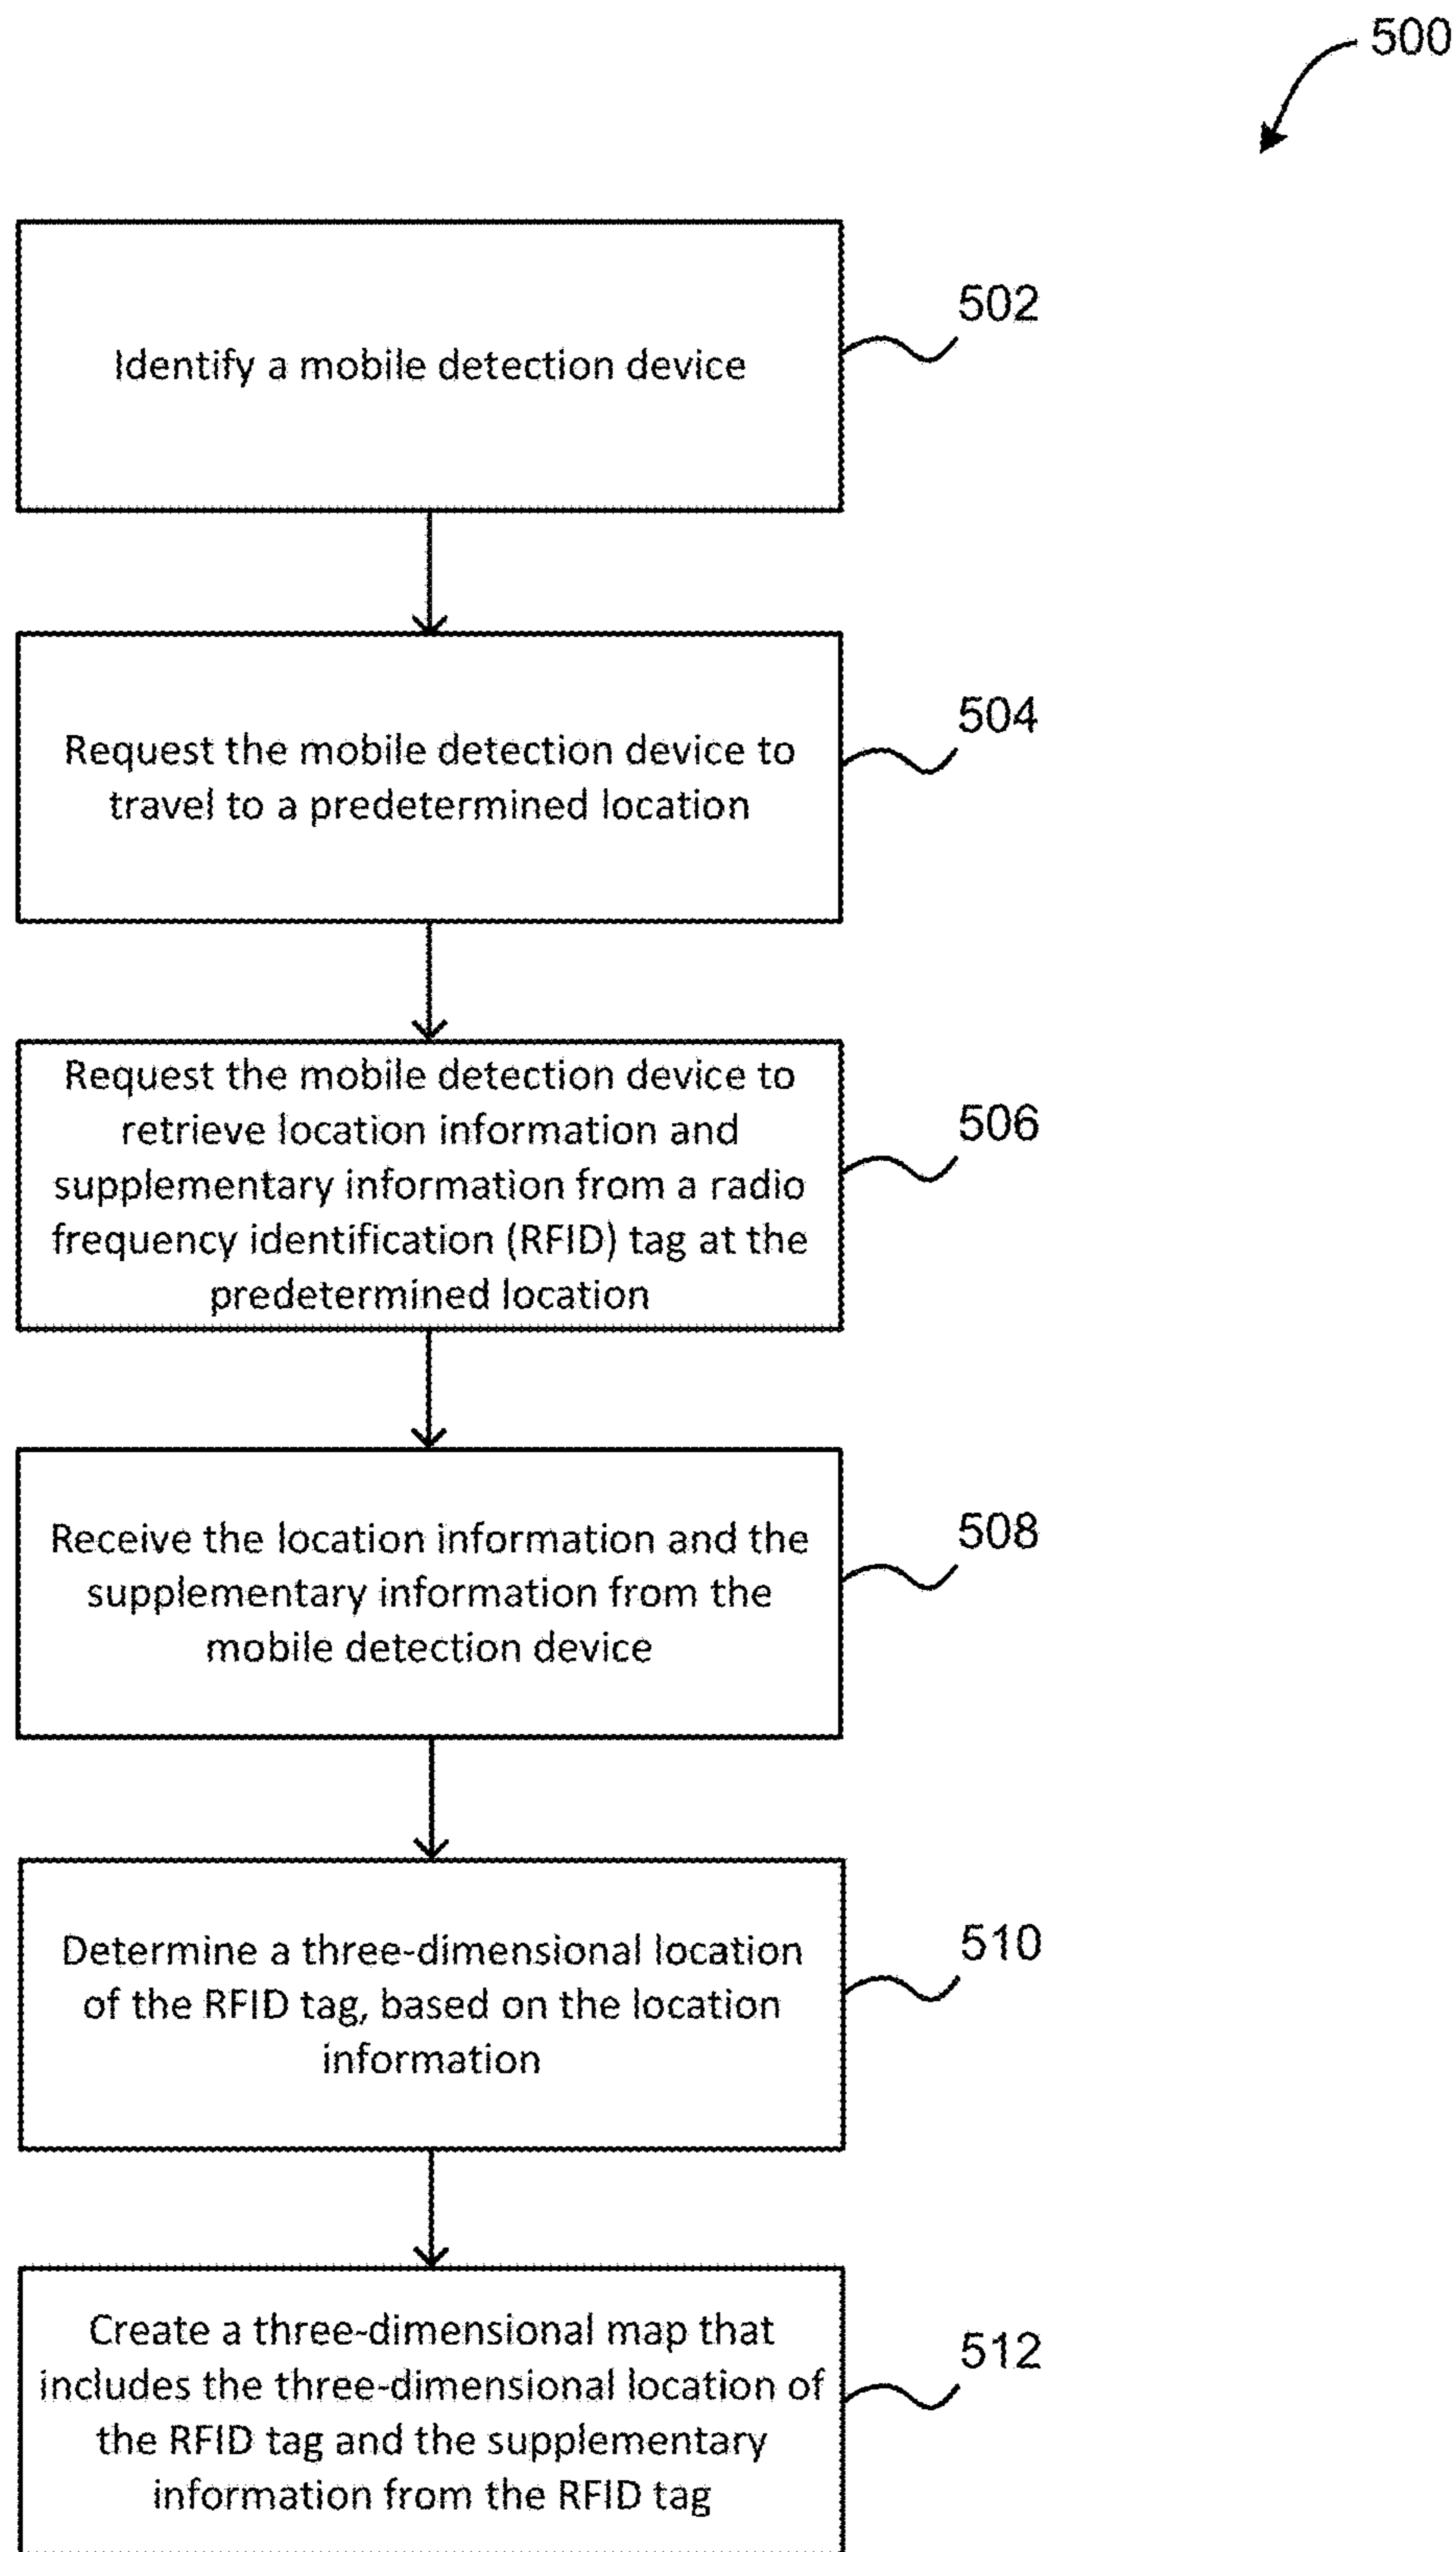 500
Identify a mobile detection device
502
Request the mobile detection device to
travel to a predetermined location
504
Request the mobile detection device to
retrieve location information and
supplementary information from a radio
frequency identification (RFID) tag at the
predetermined location
506
Receive the location information and the
supplementary information from the
mobile detection device
508
Determine a three-dimensional location
of the RFID tag, based on the location
information
510
Create a three-dimensional map that
includes the three-dimensional location of
the RFID tag and the supplementary
information from the RFID tag
512